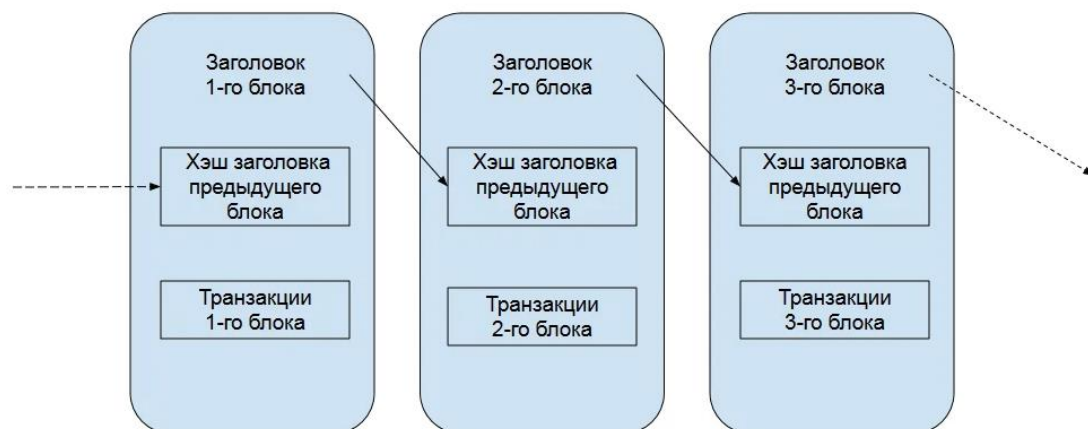 Заголовок
1-го блока
Хэш заголовка
предыдущего
блока
Транзакции
1-го блока
Заголовок
2-го блока
Хэш заголовка
предыдущего
блока
Транзакции
2-го блока
Заголовок
3-го блока
Хэш заголовка
предыдущего
блока
Транзакции
3-го блока